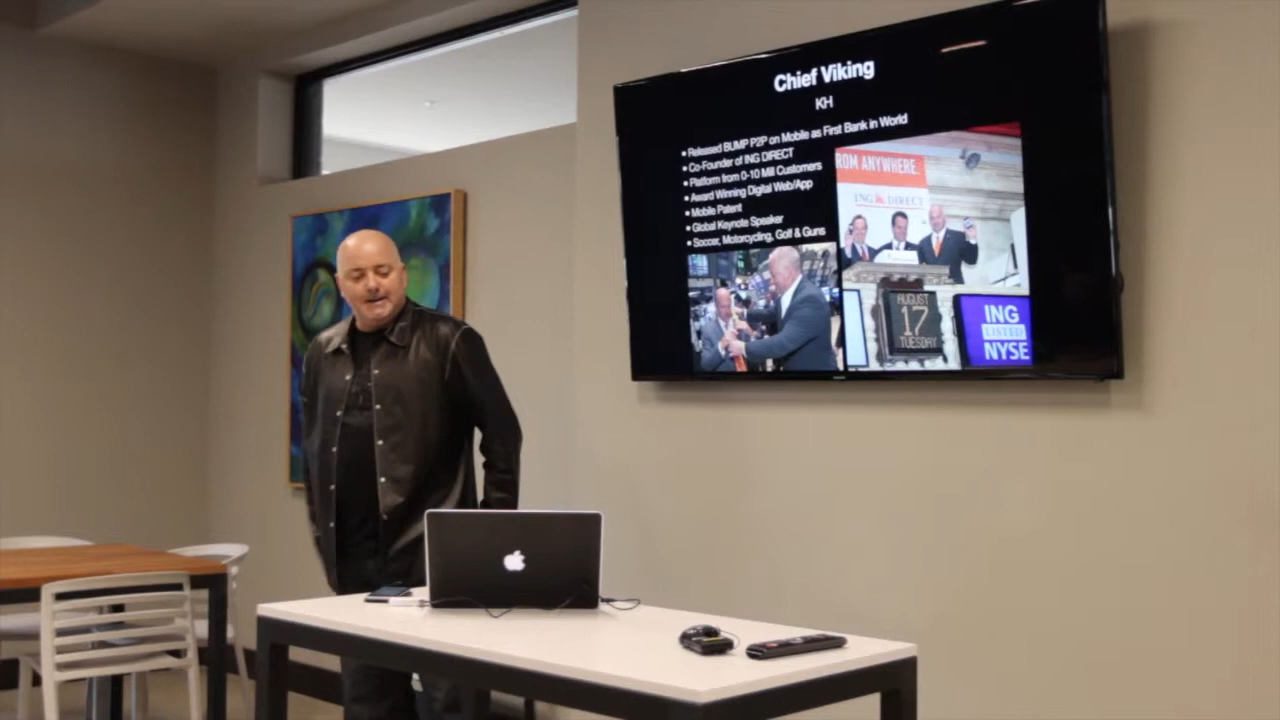 Chief Viking
KH
• Released BUMP P2P on Mobile as First Bank in World
• Co-Founder of ING DIRECT
• Platform from 0-10 Mill Customers
• Award Winning Digital Web/App
• Mobile Patent
• Global Keynote Speaker
• Soccer, Motorcycling, Golf & Guns
ROM ANYWHERE.
ING DIRECT
AUGUST
17
TUESDAY
ING
LISTED
NYSE